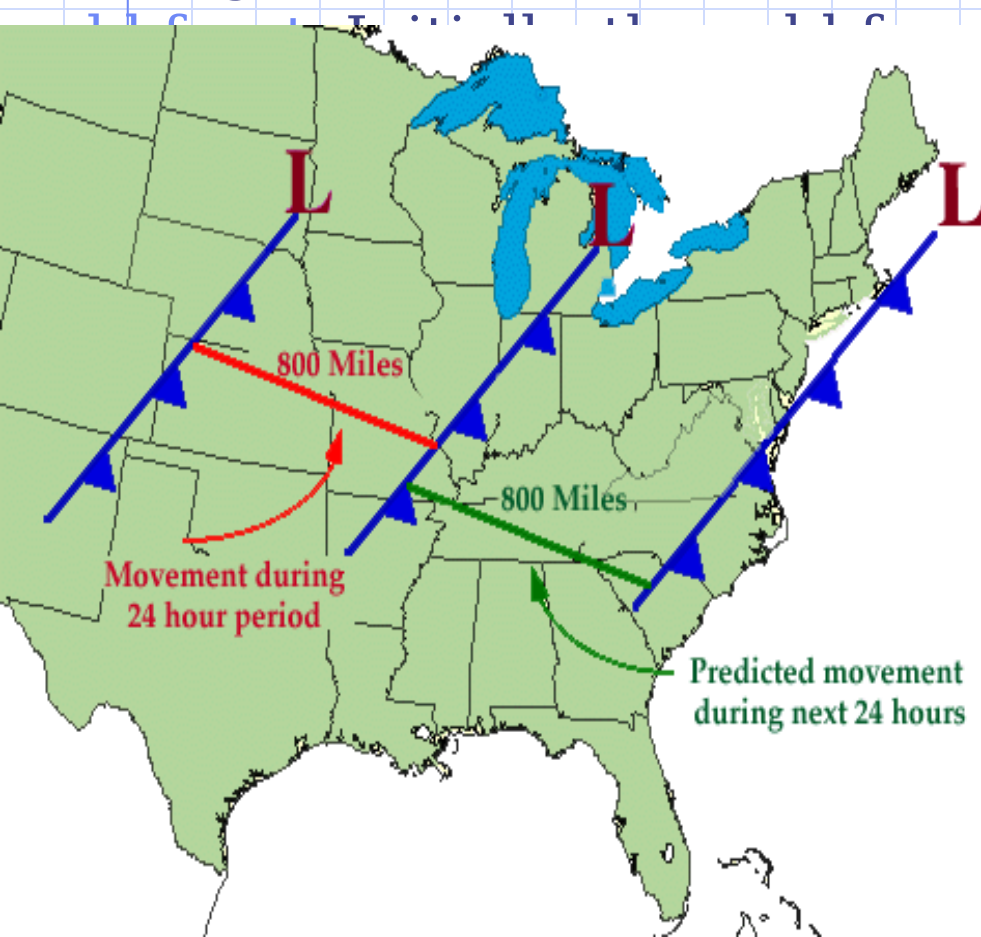 L
L
L
800 Miles
800 Miles
Movement during
24 hour period
Predicted movement
during next 24 hours